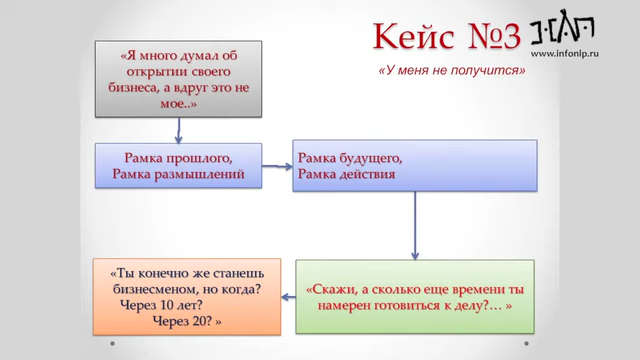 Кейс №3
www.infonlp.ru
«У меня не получится»
«Я много думал об
открытии своего
бизнеса, а вдруг это не
мое..»
Рамка прошлого,
Рамка размышлений
Рамка будущего,
Рамка действия
«Скажи, а сколько еще времени ты
намерен готовиться к делу?… »
«Ты конечно же станешь
бизнесменом, но когда?
Через 10 лет?
Через 20? »